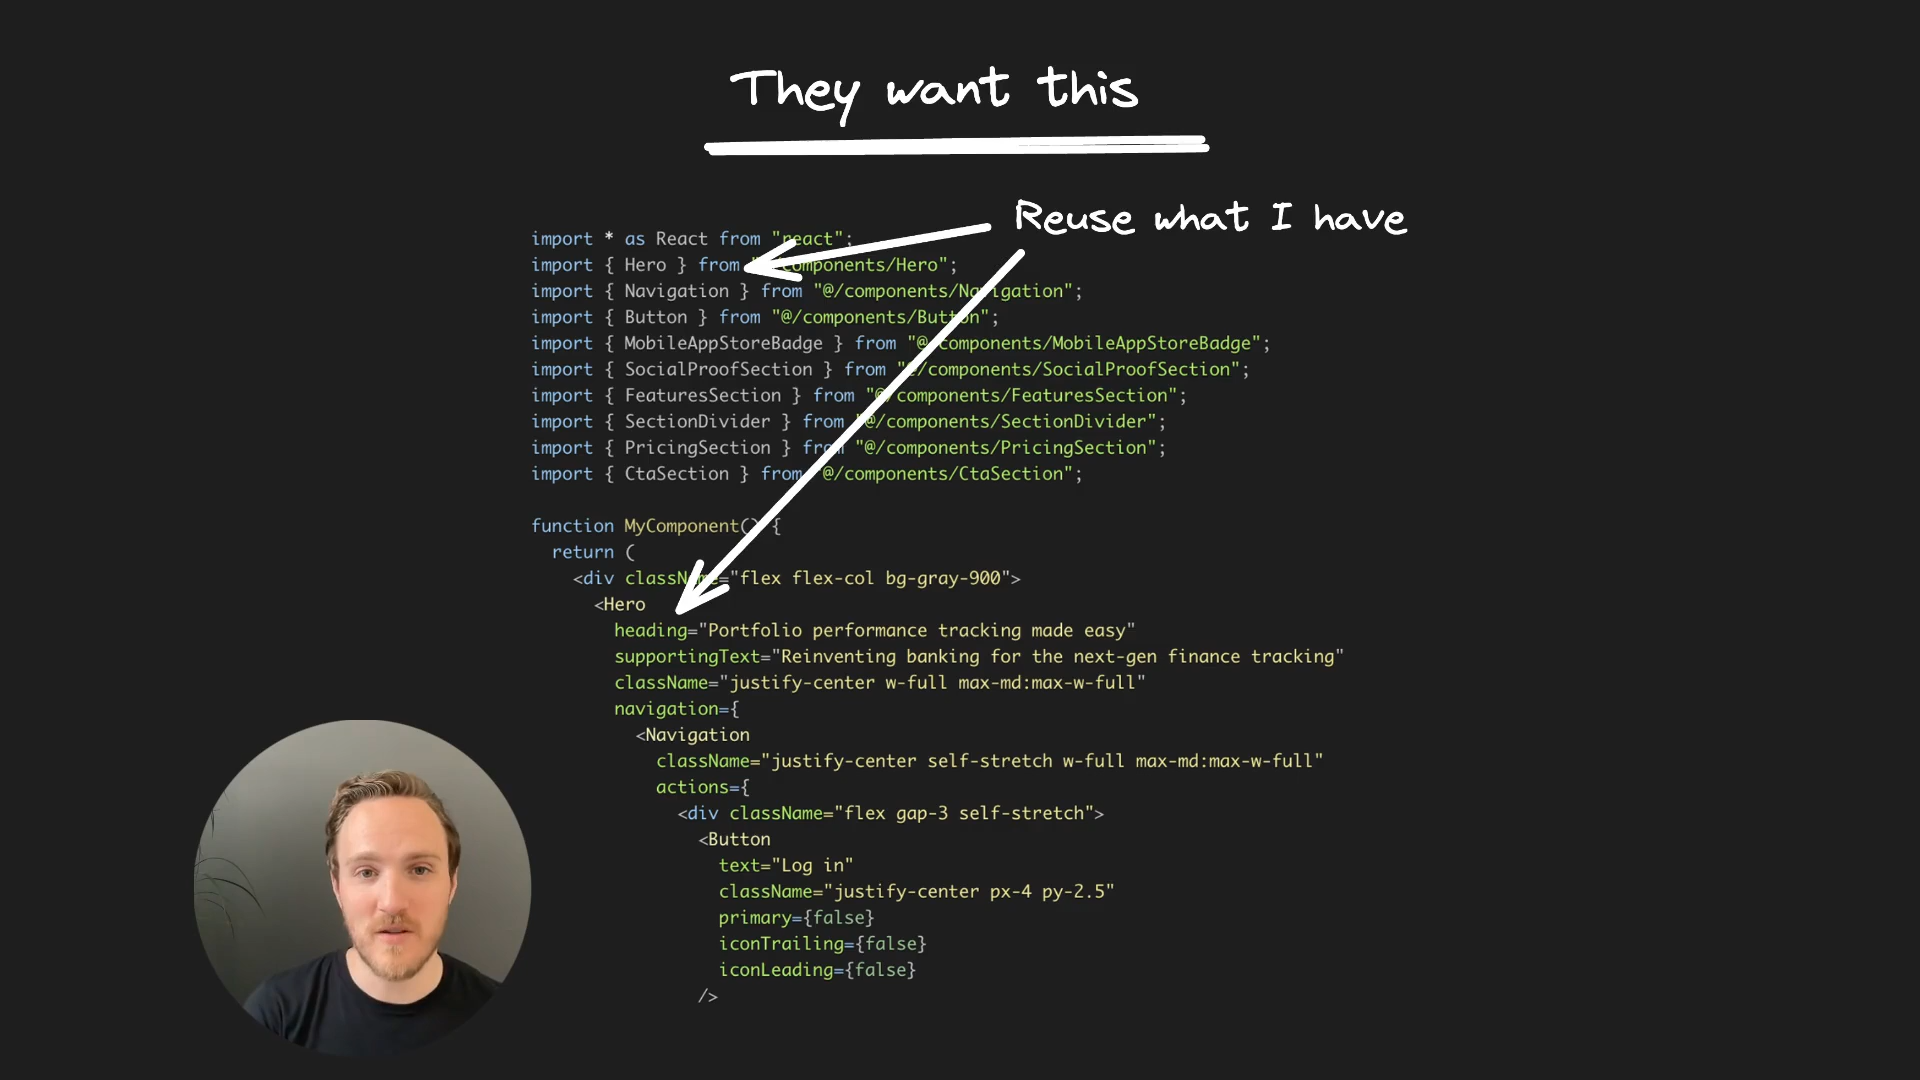 They want this
Reuse what I have
import * as React from "react";
import { Hero } from "@/components/Hero";
import { Navigation } from "@/components/Navigation";
import { Button } from "@/components/Button";
import { MobileAppStoreBadge } from "@/components/MobileAppStoreBadge";
import { SocialProofSection } from "@/components/SocialProofSection";
import { FeaturesSection } from "@/components/FeaturesSection";
import { SectionDivider } from "@/components/SectionDivider";
import { PricingSection } from "@/components/PricingSection";
import { CtaSection } from "@/components/CtaSection";
function MyComponent() {
return (
<div className="flex flex-col bg-gray-900">
<Hero
heading="Portfolio performance tracking made easy"
supportingText="Reinventing banking for the next-gen finance tracking"
className="justify-center w-full max-md:max-w-full"
navigation={
<Navigation
className="justify-center self-stretch w-full max-md:max-w-full"
actions={
<div className="flex gap-3 self-stretch">
<Button
text="Log in"
className="justify-center px-4 py-2.5"
primary={false}
iconTrailing={false}
iconLeading={false}
/>